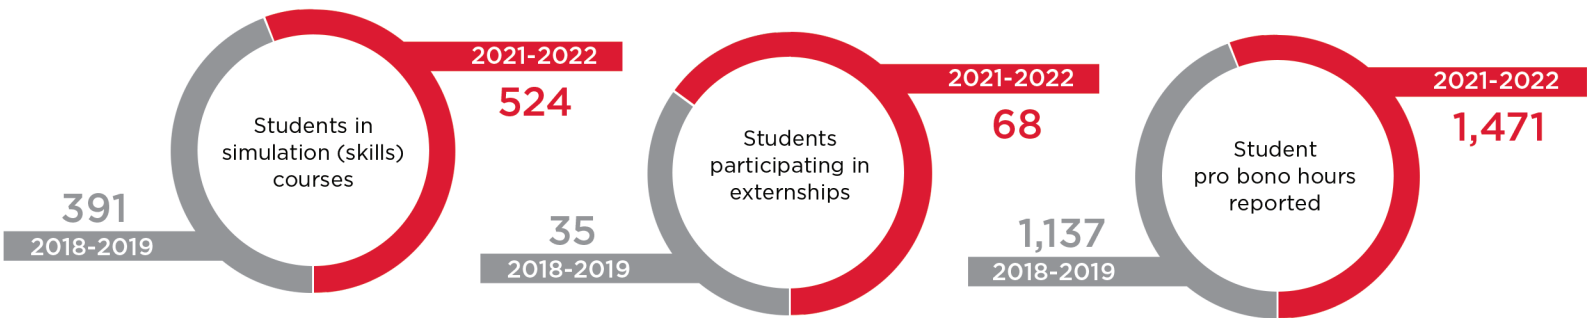 2021-2022
524
Students in
simulation (skills)
courses
391
2018-2019
2021-2022
68
Students
participating in
externships
35
2018-2019
2021-2022
1,471
Student
pro bono hours
reported
1,137
2018-2019